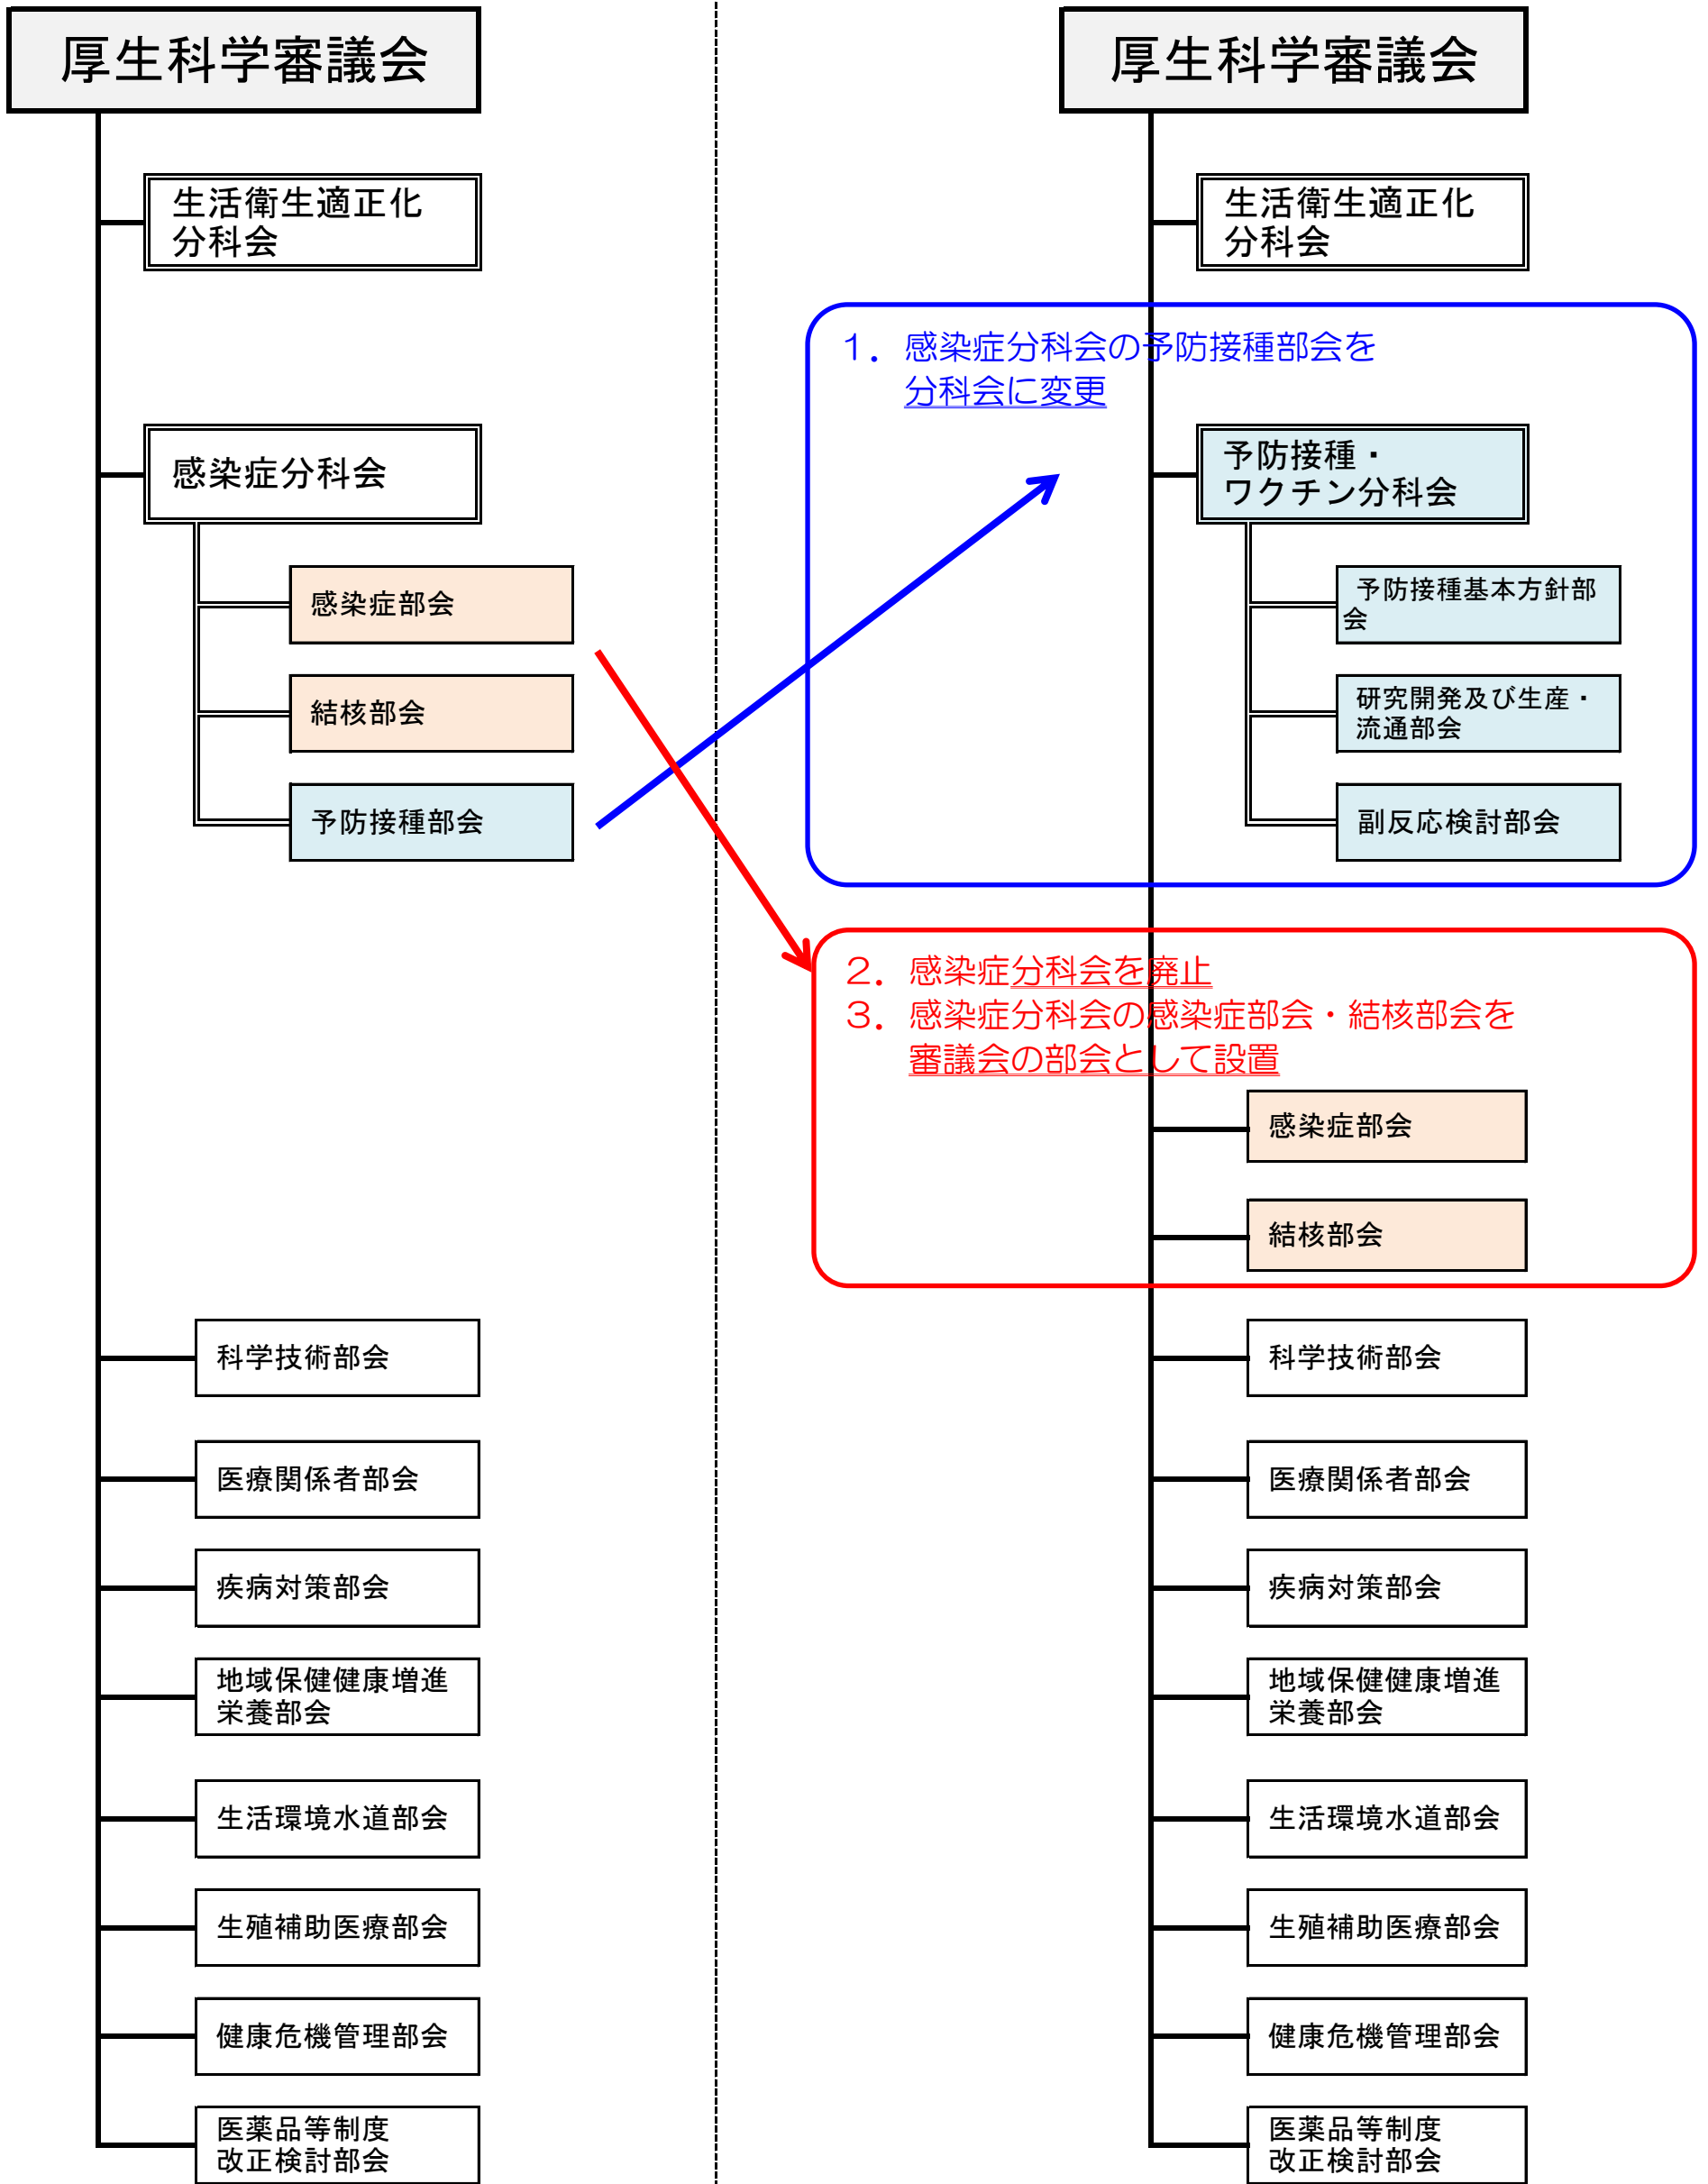 厚生科学審議会
生活衛生適正化
分科会
感染症分科会
感染症部会
結核部会
予防接種部会
科学技術部会
医療関係者部会
疾病対策部会
地域保健健康増進
栄養部会
生活環境水道部会
生殖補助医療部会
健康危機管理部会
医薬品等制度
改正検討部会
厚生科学審議会
生活衛生適正化
分科会
1．感染症分科会の予防接種部会を
分科会に変更
予防接種・
ワクチン分科会
予防接種基本方針部
会
研究開発及び生産・
流通部会
副反応検討部会
2．感染症分科会を廃止
3．感染症分科会の感染症部会・結核部会を
審議会の部会として設置
感染症部会
結核部会
科学技術部会
医療関係者部会
疾病対策部会
地域保健健康増進
栄養部会
生活環境水道部会
生殖補助医療部会
健康危機管理部会
医薬品等制度
改正検討部会